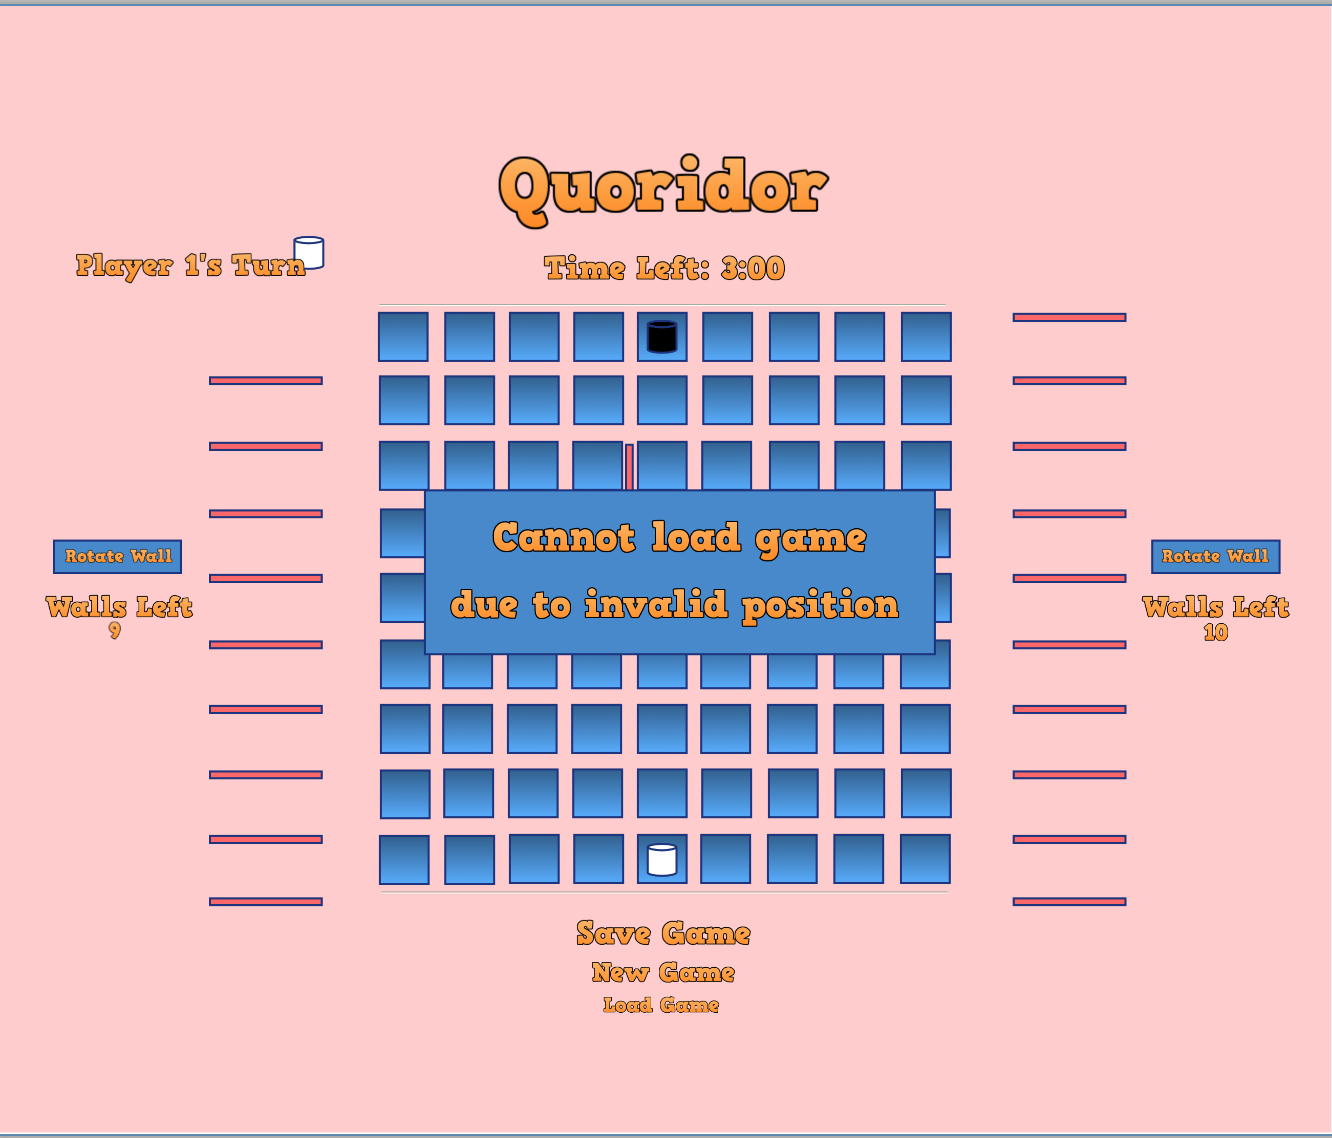 Quoridor
Player 1's Turn
Time Left: 3:00
Cannot load game
due to invalid position
Rotate Wall
Walls Left
9
Rotate Wall
Walls Left
10
Save Game
New Game
Load Game